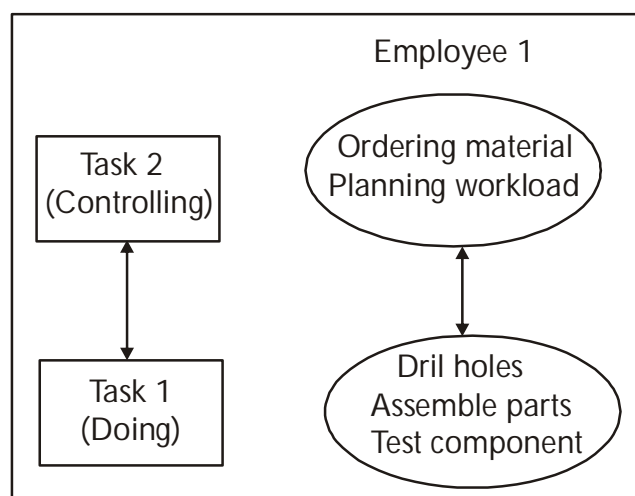 Employee 1
Task 2
(Controlling)
Ordering material
Planning workload
Task 1
(Doing)
Dril holes
Assemble parts
Test component